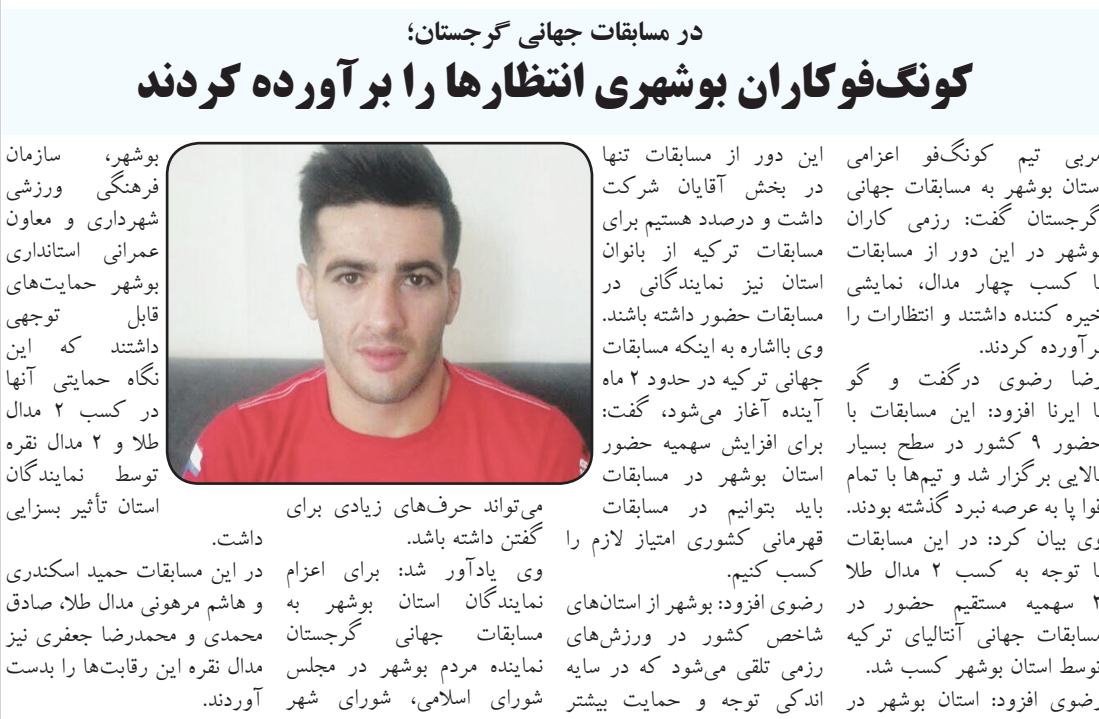 در مسابقات جهانی گرجستان؛
کونگ‌فوکاران بوشهری انتظارها را برآورده کردند
مربی تیم کونگ‌فو اعزامی
ستان بوشهر به مسابقات جهانی
گرجستان گفت: رزمی کاران
بوشهر در این دور از مسابقات
با کسب چهار مدال، نمایشی
خیره کننده داشتند و انتظارات را
برآورده کردند.
رضا رضوی درگفت و گو
با ایرنا افزود: این مسابقات با
حضور ۹ کشور در سطح بسیار
بالایی برگزار شد و تیم‌ها با تمام
قوا پا به عرصه نبرد گذشته بودند.
وی بیان کرد: در این مسابقات
با توجه به کسب ۲ مدال طلا
۲ سهمیه مستقیم حضور در
مسابقات جهانی آنتالیای ترکیه
توسط استان بوشهر کسب شد.
رضوی افزود: استان بوشهر در
این دور از مسابقات تنها
در بخش آقایان شرکت
داشت و درصدد هستیم برای
مسابقات ترکیه از بانوان
استان نیز نمایندگانی در
مسابقات حضور داشته باشند.
وی بااشاره به اینکه مسابقات
جهانی ترکیه در حدود ۲ ماه
آینده آغاز می‌شود، گفت:
برای افزایش سهمیه حضور
استان بوشهر در مسابقات
باید بتوانیم در مسابقات
قهرمانی کشوری امتیاز لازم را
کسب کنیم.
رضوی افزود: بوشهر از استان‌های
شاخص کشور در ورزش‌های
رزمی تلقی می‌شود که در سایه
اندکی توجه و حمایت بیشتر
می‌تواند حرف‌های زیادی برای
گفتن داشته باشد.
وی یادآور شد: برای اعزام
نمایندگان استان بوشهر به
مسابقات جهانی گرجستان
نماینده مردم بوشهر در مجلس
شورای اسلامی، شورای شهر
بوشهر، سازمان
فرهنگی ورزشی
شهرداری و معاون
عمرانی استانداری
بوشهر حمایت‌های
قابل توجهی
داشتند که این
نگاه حمایتی آنها
در کسب ۲ مدال
طلا و ۲ مدال نقره
توسط نمایندگان
استان تأثیر بسزایی
داشت.
در این مسابقات حمید اسکندری
و هاشم مرهونی مدال طلا، صادق
محمدی و محمدرضا جعفری نیز
مدال نقره این رقابت‌ها را بدست
آوردند.